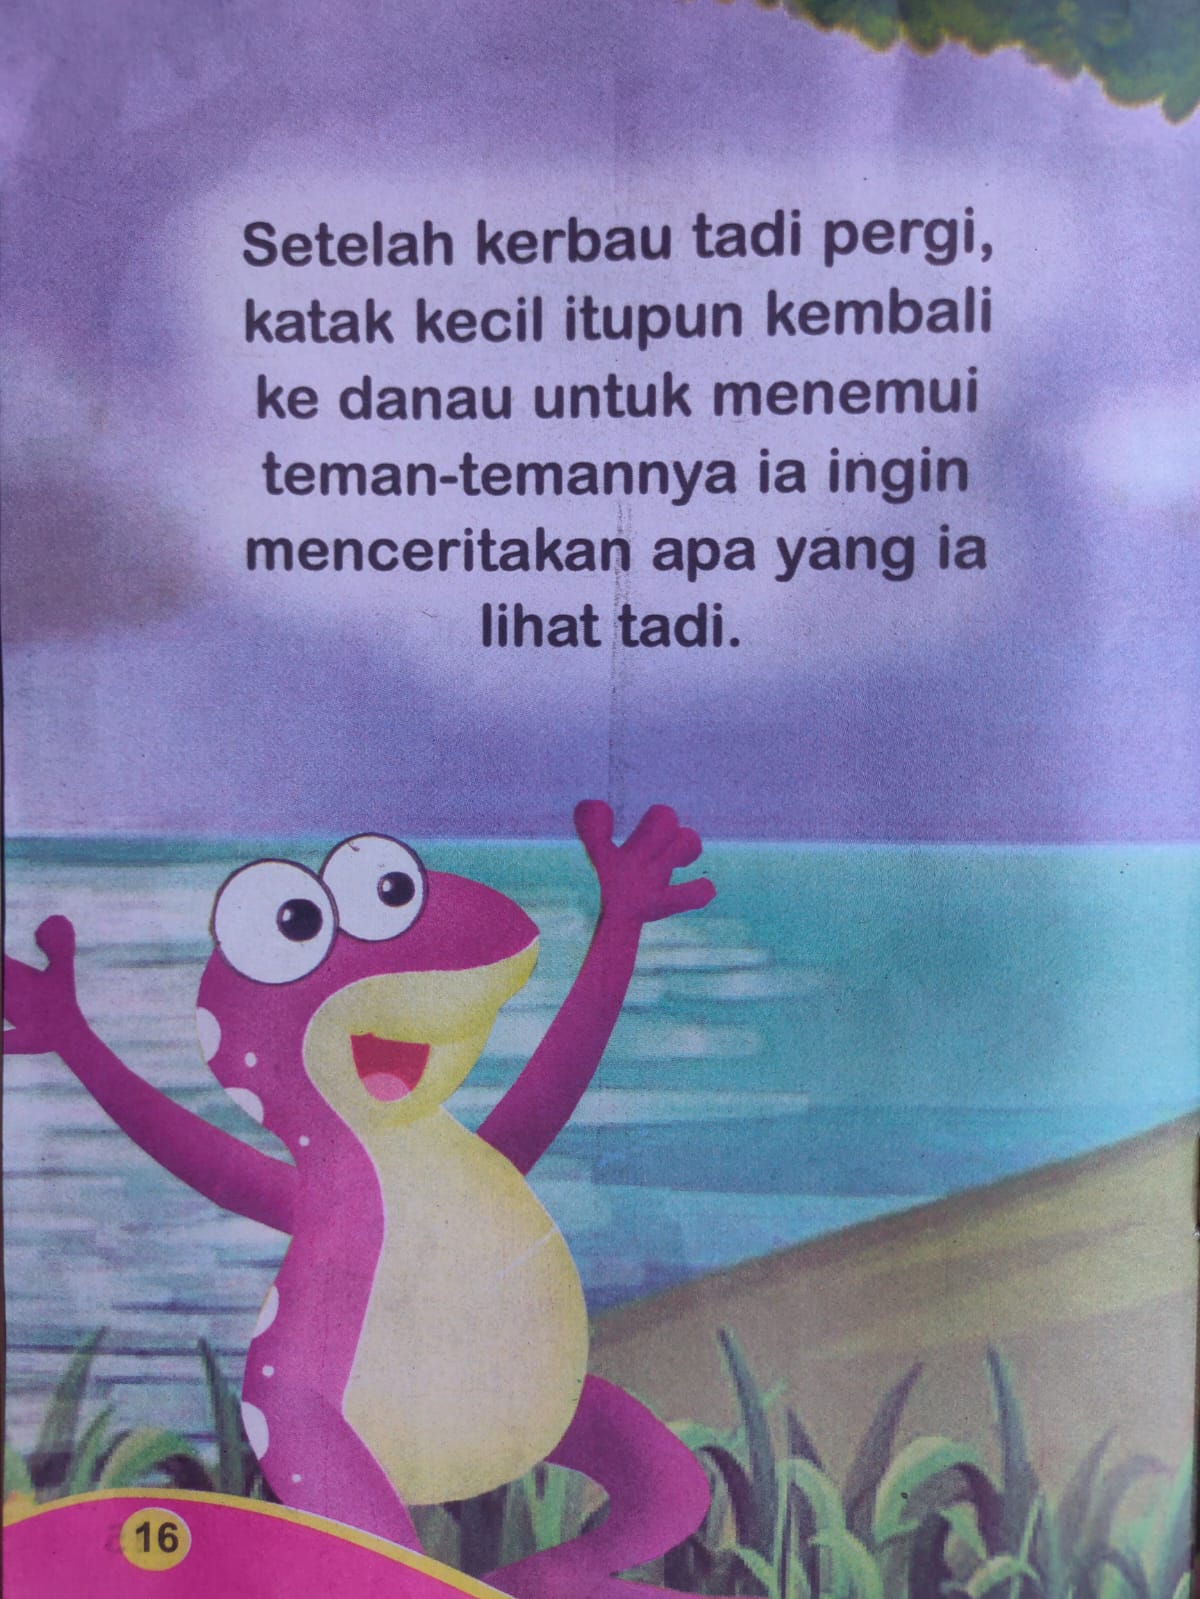 Setelah kerbau tadi pergi,
katak kecil itupun kembali
ke danau untuk menemui
teman-temannya ia ingin
menceritakan apa yang ia
lihat tadi.
16